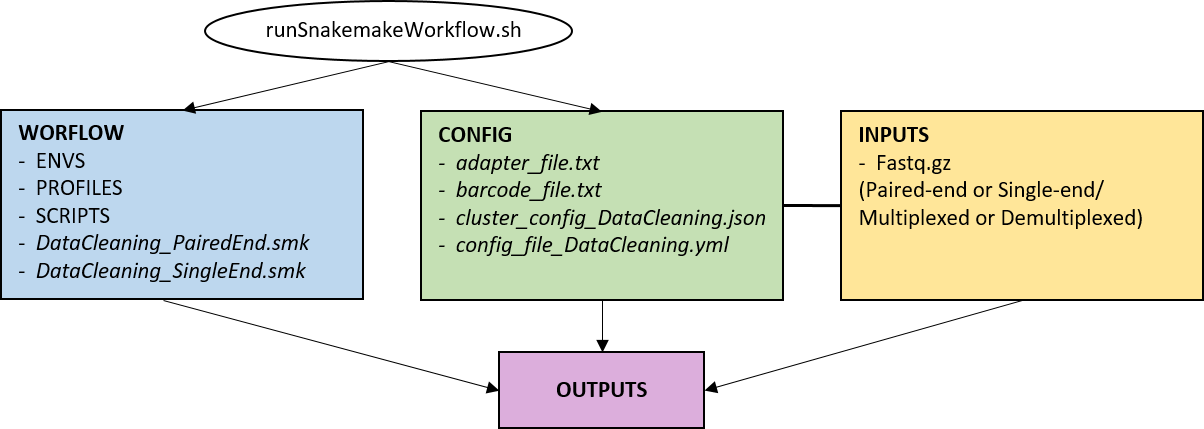 runSnakemakeWorkflow.sh
WORFLOW
- ENVS
- PROFILES
- SCRIPTS
- DataCleaning_PairedEnd.smk
- DataCleaning_SingleEnd.smk
CONFIG
- adapter_file.txt
- barcode_file.txt
- cluster_config_DataCleaning.json
- config_file_DataCleaning.yml
INPUTS
- Fastq.gz
(Paired-end or Single-end/
Multiplexed or Demultiplexed)
OUTPUTS